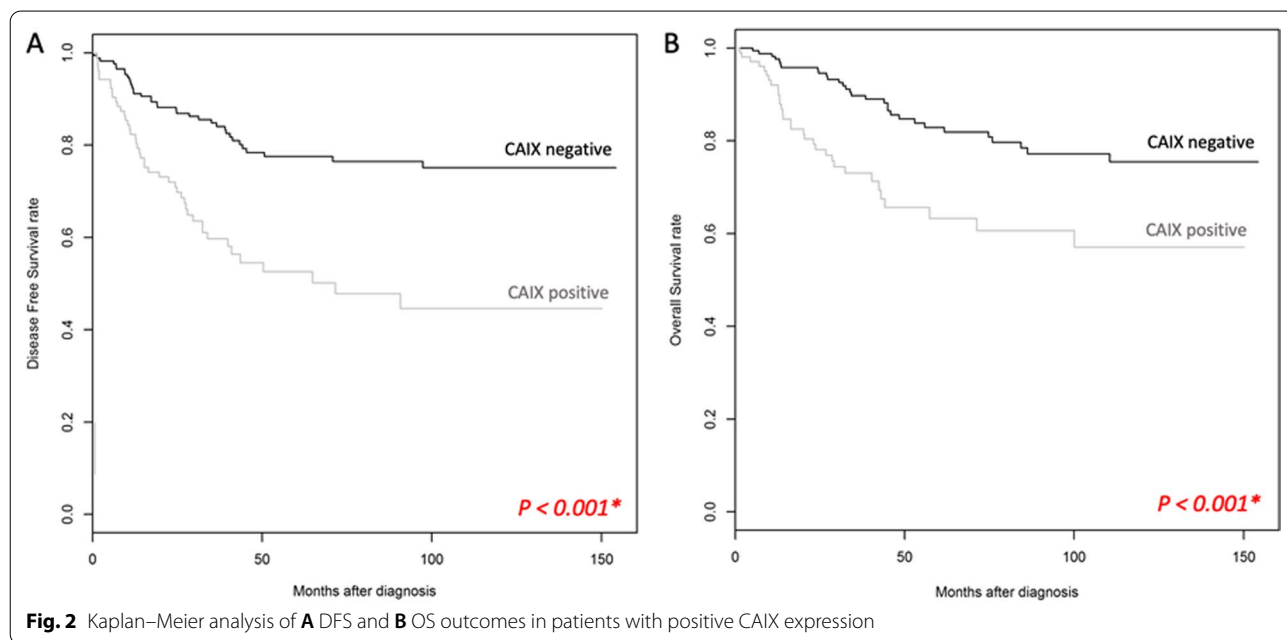 A
Disease Free Survival rate
1.0
0.8
0.6
0.4
0.2
0.0
CAIX negative
CAIX positive
P < 0.001*
0 50 100 150
Months after diagnosis
B
Overall Survival rate
1.0
0.8
0.6
0.4
0.2
0.0
CAIX negative
CAIX positive
P < 0.001*
0 50 100 150
Months after diagnosis
Fig. 2 Kaplan–Meier analysis of A DFS and B OS outcomes in patients with positive CAIX expression